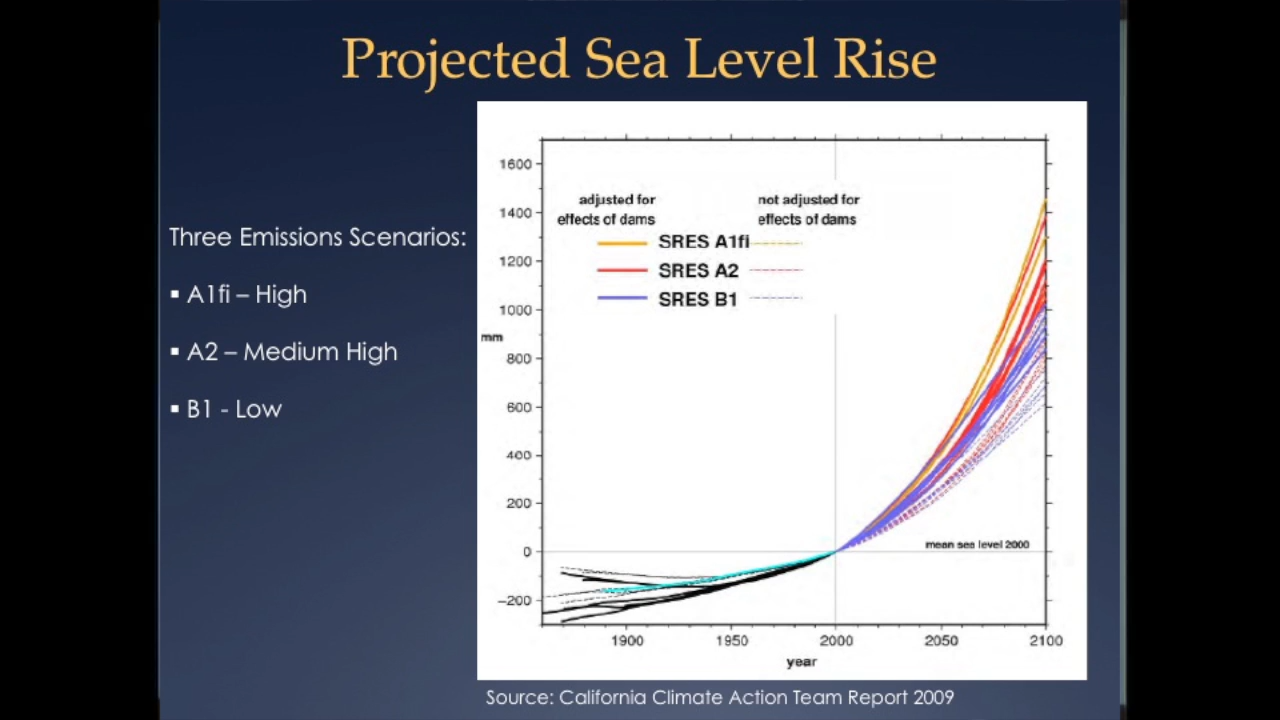 Projected Sea Level Rise
Three Emissions Scenarios:
▪ A1fi – High
▪ A2 – Medium High
▪ B1 - Low
adjusted for
effects of dams
not adjusted for
effects of dams
SRES A1fi
SRES A2
SRES B1
1600
1400
1200
1000
mm
800
600
400
200
0
−200
mean sea level 2000
1900
1950
2000
2050
2100
year
Source: California Climate Action Team Report 2009